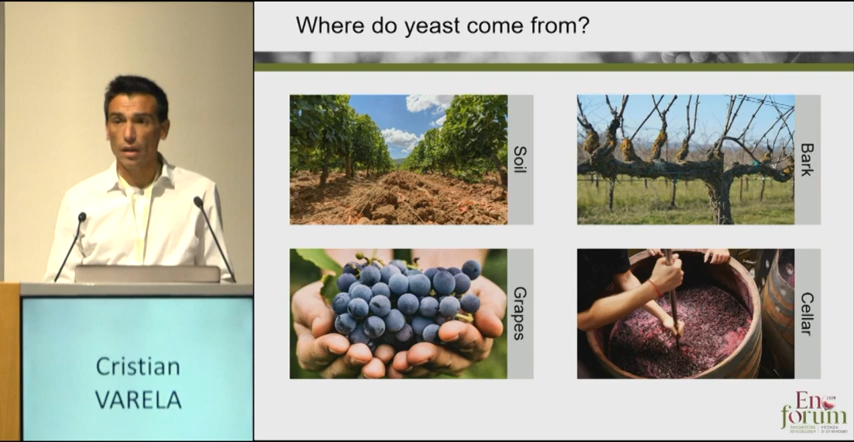 Where do yeast come from?
Soil
Bark
Grapes
Cellar
Cristian
VARELA
En
forum